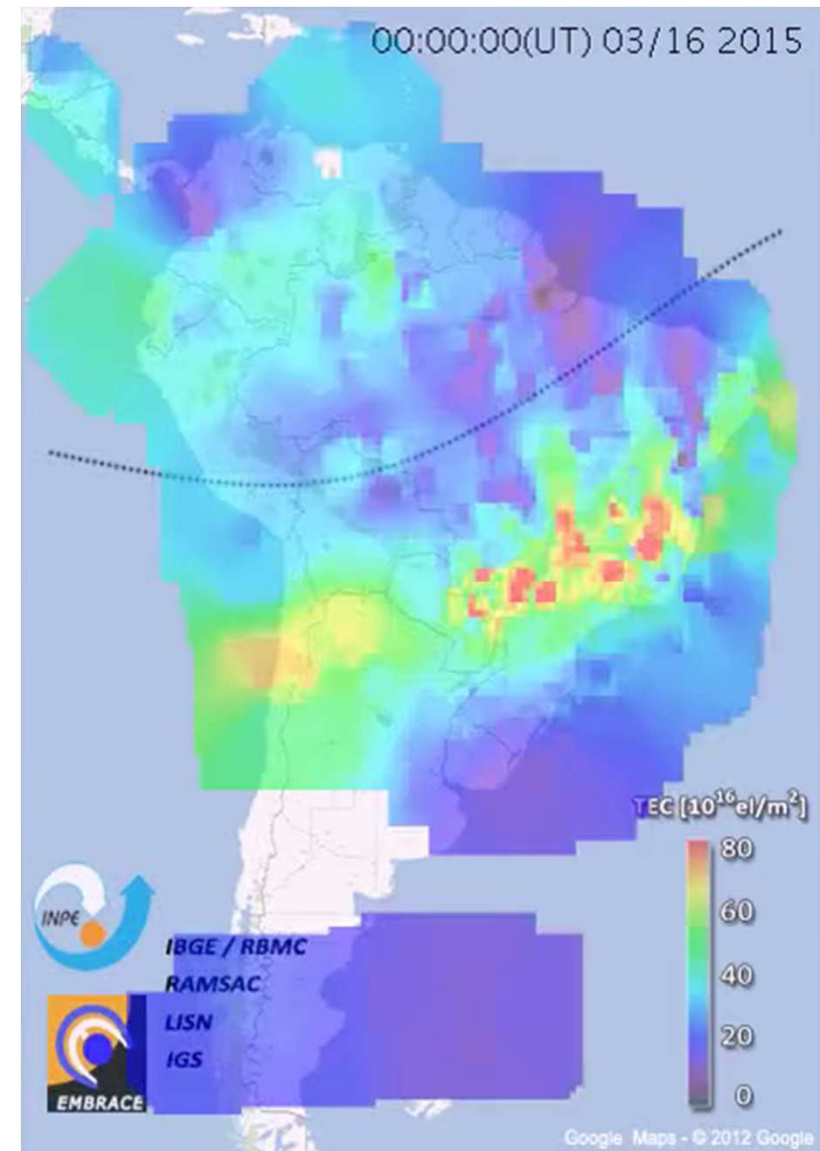 00:00:00(UT) 03/16 2015
TEC [10¹⁶el/m²]
80
60
40
20
0
INPE
IBGE / RBMC
RAMSAC
LISN
IGS
EMBRACE
Google Maps - © 2012 Google